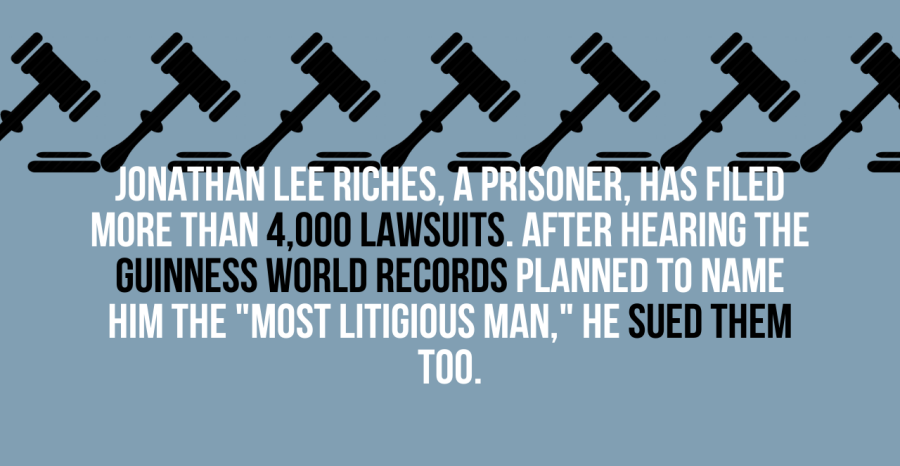 JONATHAN LEE RICHES, A PRISONER, HAS FILED
MORE THAN 4,000 LAWSUITS. AFTER HEARING THE
GUINNESS WORLD RECORDS PLANNED TO NAME
HIM THE "MOST LITIGIOUS MAN," HE SUED THEM
TOO.